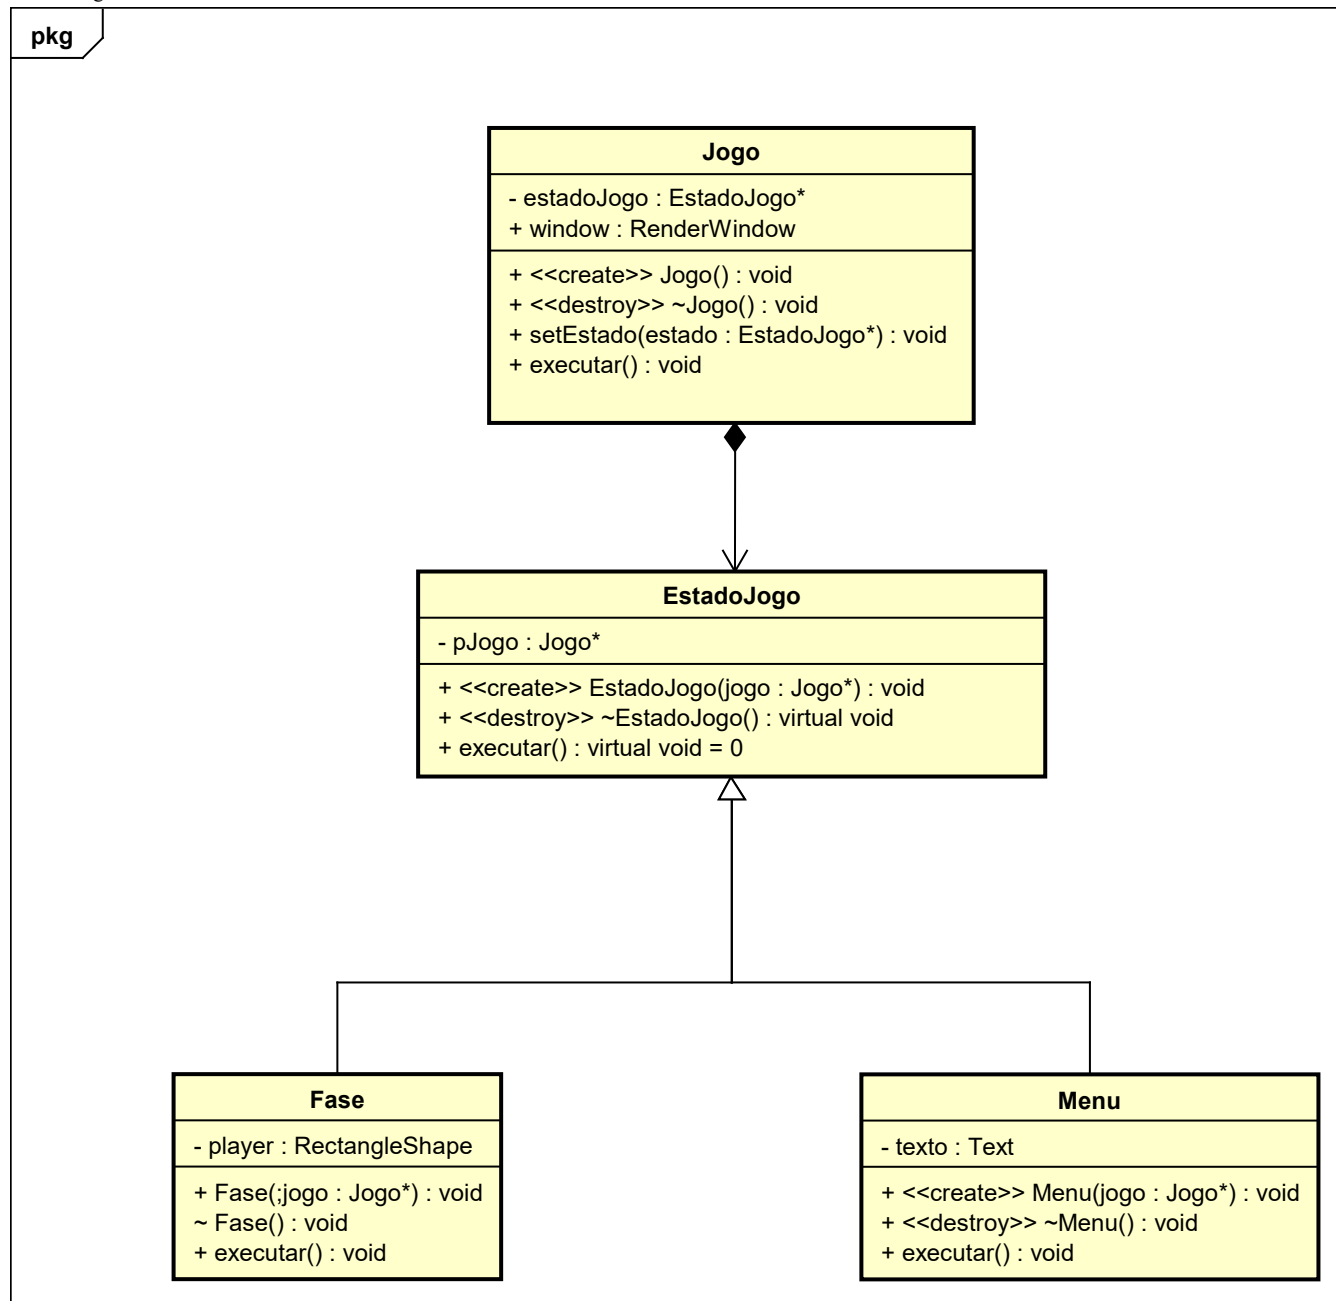 pkg
Jogo
- estadoJogo : EstadoJogo*
+ window : RenderWindow
+ <<create>> Jogo() : void
+ <<destroy>> ~Jogo() : void
+ setEstado(estado : EstadoJogo*) : void
+ executar() : void
EstadoJogo
- pJogo : Jogo*
+ <<create>> EstadoJogo(jogo : Jogo*) : void
+ <<destroy>> ~EstadoJogo() : virtual void
+ executar() : virtual void = 0
Fase
- player : RectangleShape
+ Fase(;jogo : Jogo*) : void
~ Fase() : void
+ executar() : void
Menu
- texto : Text
+ <<create>> Menu(jogo : Jogo*) : void
+ <<destroy>> ~Menu() : void
+ executar() : void